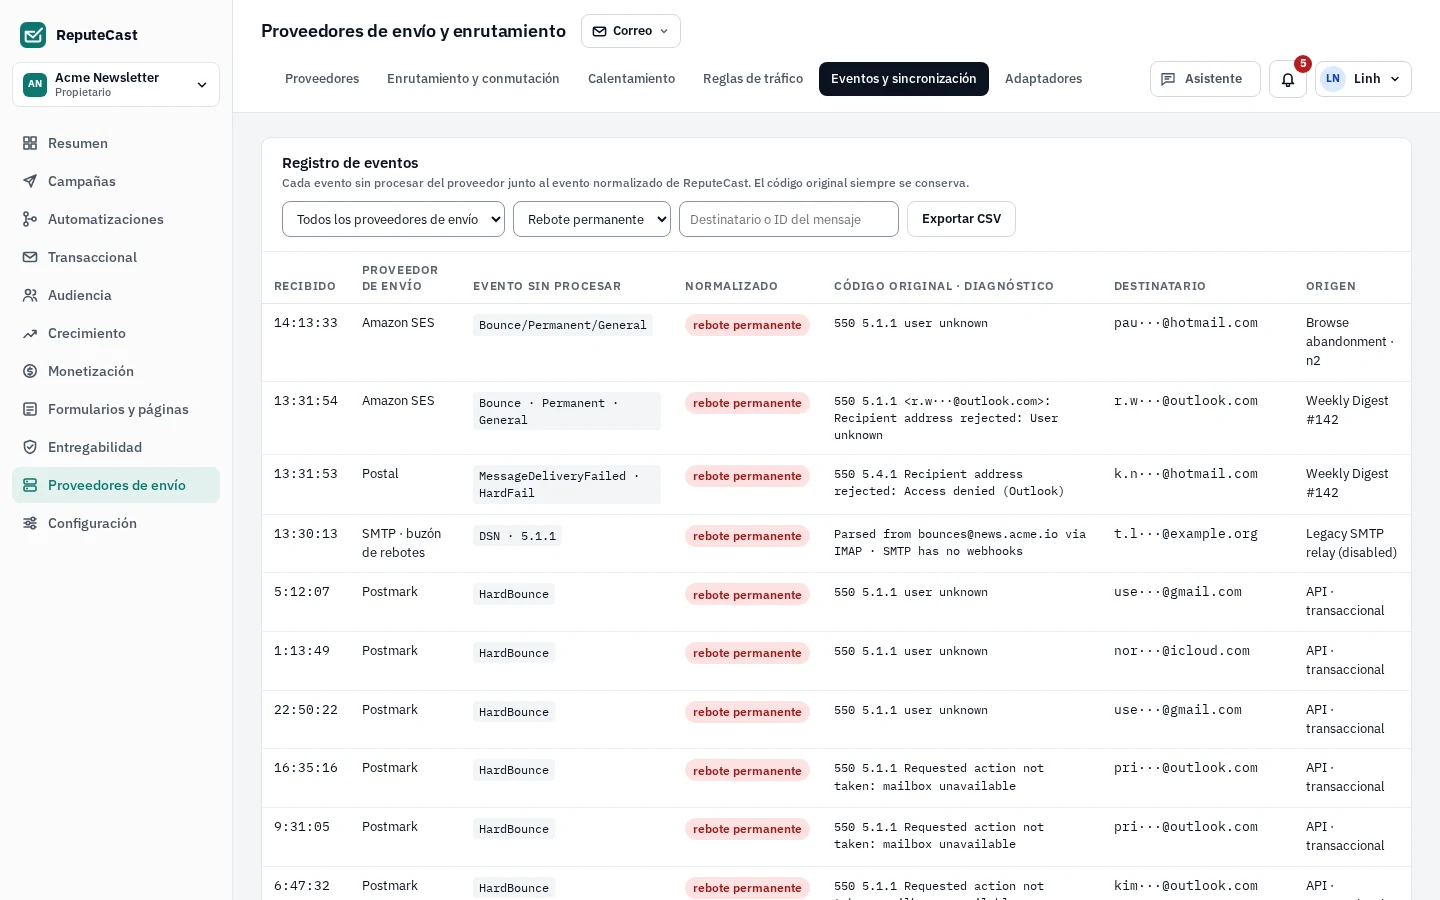 ReputeCast
AN
Acme Newsletter
Propietario
Resumen
Campañas
Automatizaciones
Transaccional
Audiencia
Crecimiento
Monetización
Formularios y páginas
Entregabilidad
Proveedores de envío
Configuración
Proveedores de envío y enrutamiento
Correo
Proveedores
Enrutamiento y conmutación
Calentamiento
Reglas de tráfico
Eventos y sincronización
Adaptadores
Asistente
5
LN
Linh
Registro de eventos
Cada evento sin procesar del proveedor junto al evento normalizado de ReputeCast. El código original siempre se conserva.
Todos los proveedores de envío
Rebote permanente
Destinatario o ID del mensaje
Exportar CSV
RECIBIDO
PROVEEDOR
DE ENVÍO
EVENTO SIN PROCESAR
NORMALIZADO
CÓDIGO ORIGINAL · DIAGNÓSTICO
DESTINATARIO
ORIGEN
14:13:33
Amazon SES
Bounce/Permanent/General
rebote permanente
550 5.1.1 user unknown
pau···@hotmail.com
Browse
abandonment ·
n2
13:31:54
Amazon SES
Bounce · Permanent ·
General
rebote permanente
550 5.1.1 <r.w···@outlook.com>:
Recipient address rejected: User
unknown
r.w···@outlook.com
Weekly Digest
#142
13:31:53
Postal
MessageDeliveryFailed ·
HardFail
rebote permanente
550 5.4.1 Recipient address
rejected: Access denied (Outlook)
k.n···@hotmail.com
Weekly Digest
#142
13:30:13
SMTP · buzón
de rebotes
DSN · 5.1.1
rebote permanente
Parsed from bounces@news.acme.io via
IMAP · SMTP has no webhooks
t.l···@example.org
Legacy SMTP
relay (disabled)
5:12:07
Postmark
HardBounce
rebote permanente
550 5.1.1 user unknown
use···@gmail.com
API ·
transaccional
1:13:49
Postmark
HardBounce
rebote permanente
550 5.1.1 user unknown
nor···@icloud.com
API ·
transaccional
22:50:22
Postmark
HardBounce
rebote permanente
550 5.1.1 user unknown
use···@gmail.com
API ·
transaccional
16:35:16
Postmark
HardBounce
rebote permanente
550 5.1.1 Requested action not
taken: mailbox unavailable
pri···@outlook.com
API ·
transaccional
9:31:05
Postmark
HardBounce
rebote permanente
550 5.1.1 Requested action not
taken: mailbox unavailable
pri···@outlook.com
API ·
transaccional
6:47:32
Postmark
HardBounce
rebote permanente
550 5.1.1 Requested action not
kim···@outlook.com
API ·